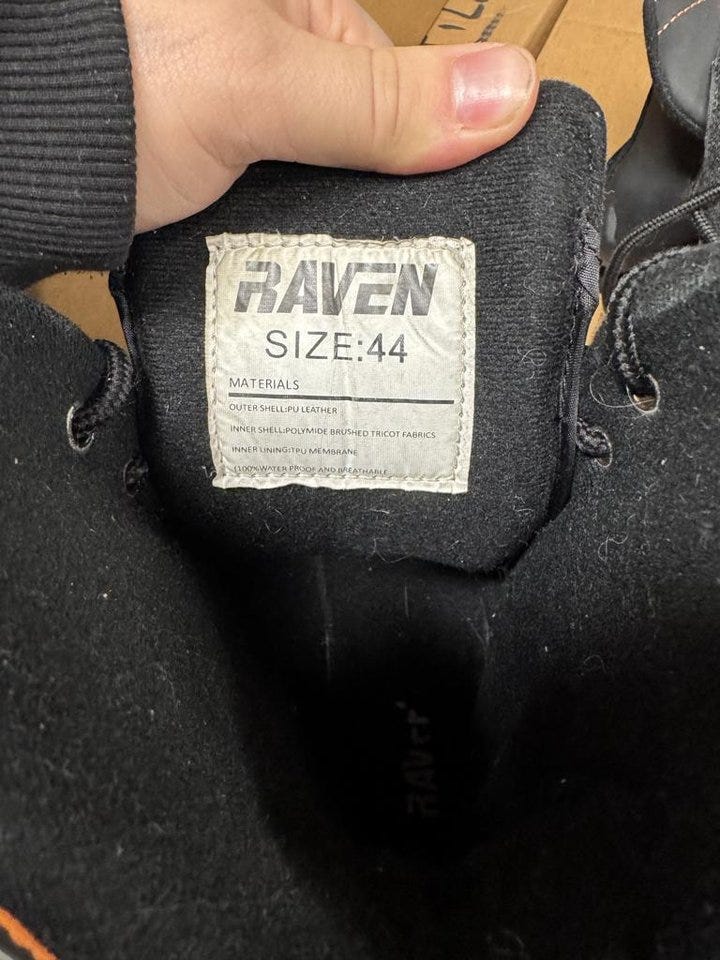 RAVEN
SIZE:44
MATERIALS
OUTER SHELL:PU LEATHER
INNER SHELL:POLYMIDE BRUSHED TRICOT FABRICS
INNER LINING:TPU MEMBRANE
(100% WATER PROOF AND BREATHABLE